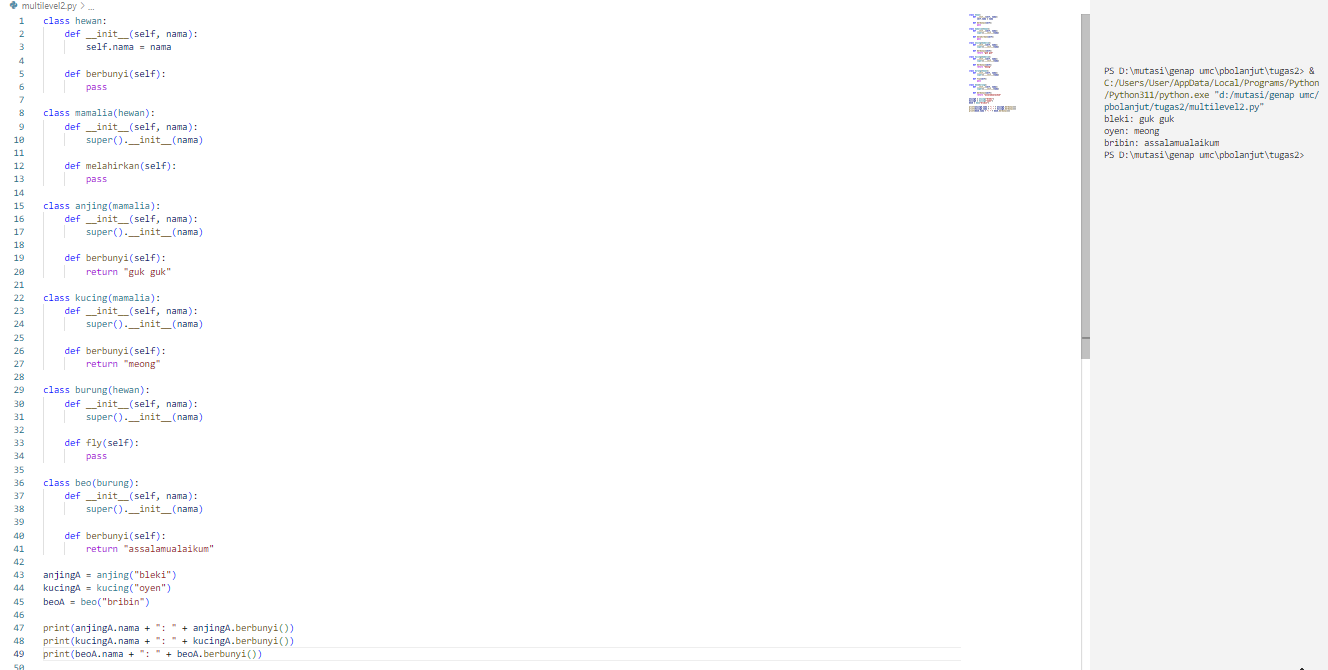 multilevel2.py > ...
1 class hewan:
2     def __init__(self, nama):
3         self.nama = nama
4
5     def berbunyi(self):
6         pass
7
8 class mamalia(hewan):
9     def __init__(self, nama):
10         super().__init__(nama)
11
12     def melahirkan(self):
13         pass
14
15 class anjing(mamalia):
16     def __init__(self, nama):
17         super().__init__(nama)
18
19     def berbunyi(self):
20         return "guk guk"
21
22 class kucing(mamalia):
23     def __init__(self, nama):
24         super().__init__(nama)
25
26     def berbunyi(self):
27         return "meong"
28
29 class burung(hewan):
30     def __init__(self, nama):
31         super().__init__(nama)
32
33     def fly(self):
34         pass
35
36 class beo(burung):
37     def __init__(self, nama):
38         super().__init__(nama)
39
40     def berbunyi(self):
41         return "assalamualaikum"
42
43 anjingA = anjing("bleki")
44 kucingA = kucing("oyen")
45 beoA = beo("bribin")
46
47 print(anjingA.nama + ": " + anjingA.berbunyi())
48 print(kucingA.nama + ": " + kucingA.berbunyi())
49 print(beoA.nama + ": " + beoA.berbunyi())
50
PS D:\mutasi\genap umc\pbolanjut\tugas2> &
C:/Users/User/AppData/Local/Programs/Python
/Python311/python.exe "d:/mutasi/genap umc/
pbolanjut/tugas2/multilevel2.py"
bleki: guk guk
oyen: meong
bribin: assalamualaikum
PS D:\mutasi\genap umc\pbolanjut\tugas2>